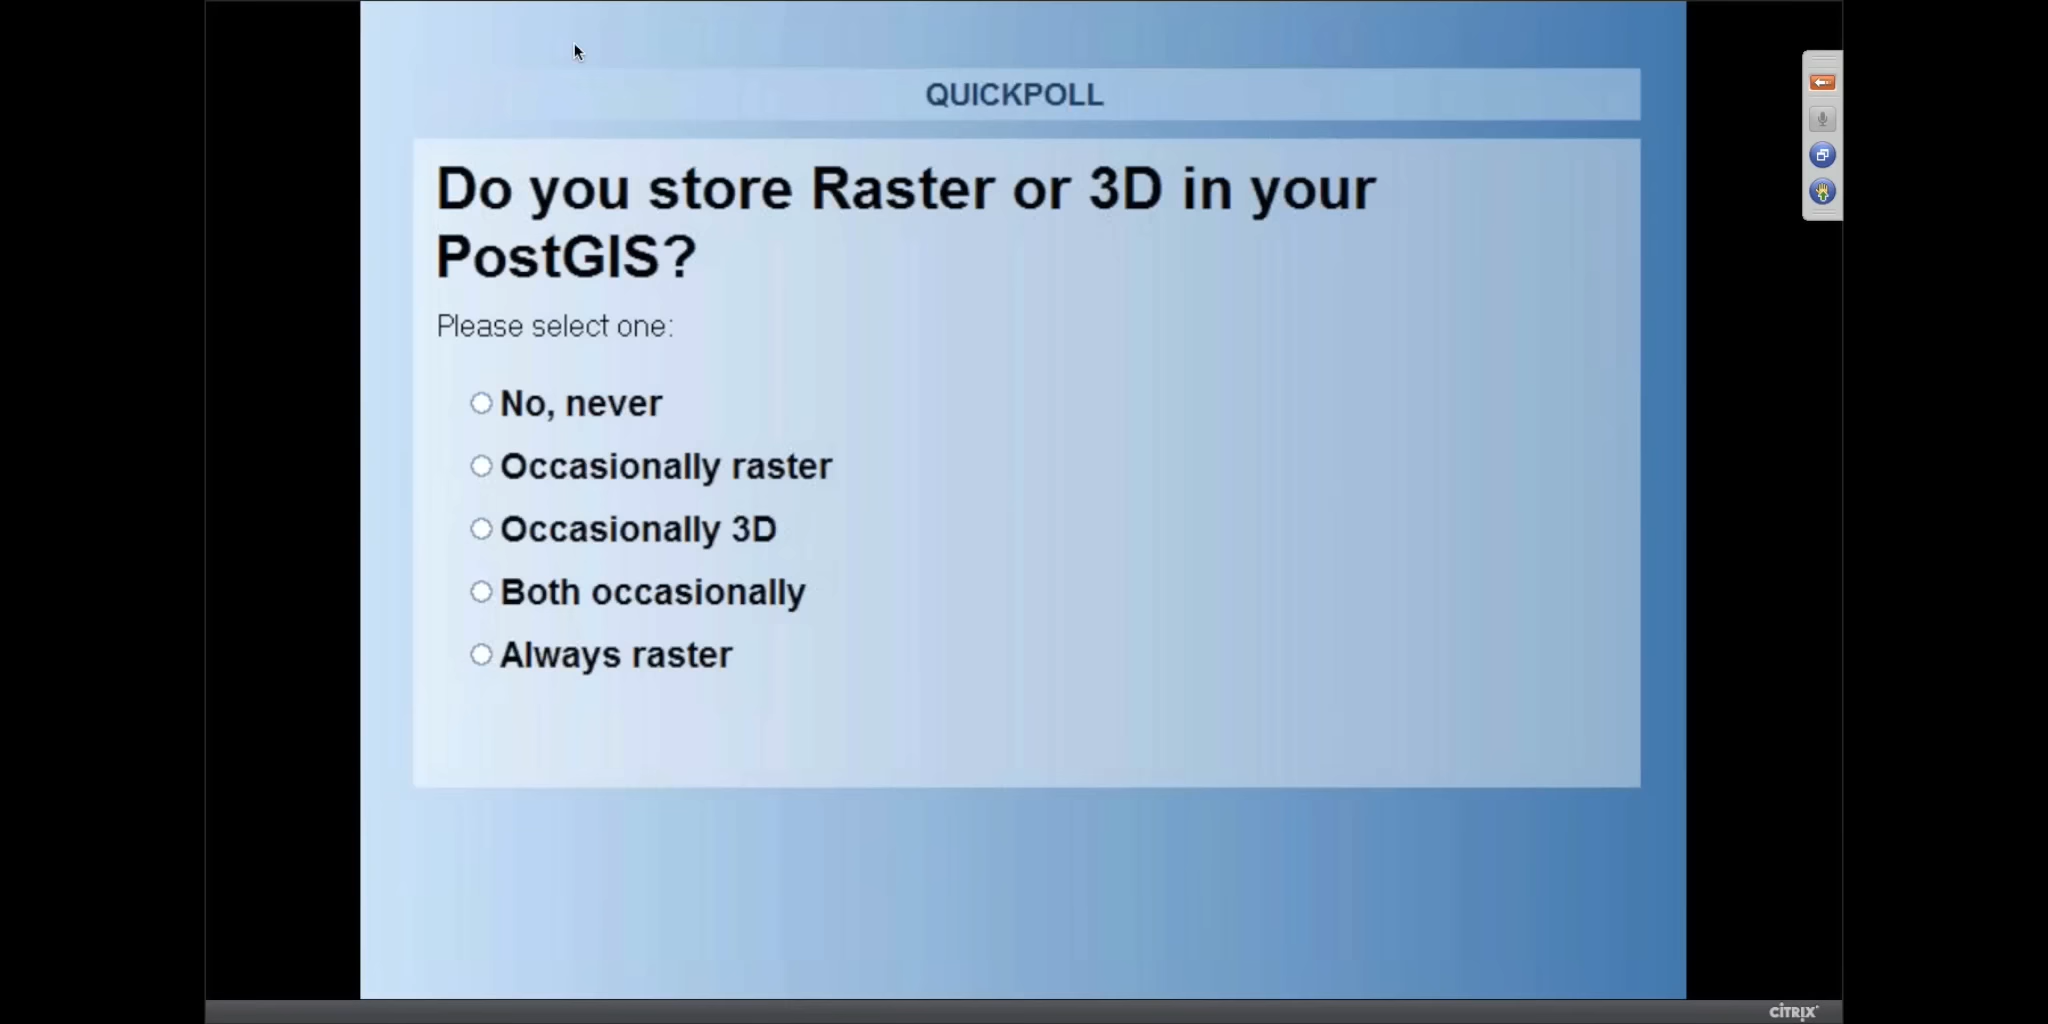 QUICKPOLL
Do you store Raster or 3D in your
PostGIS?
Please select one:
No, never
Occasionally raster
Occasionally 3D
Both occasionally
Always raster
CITRIX